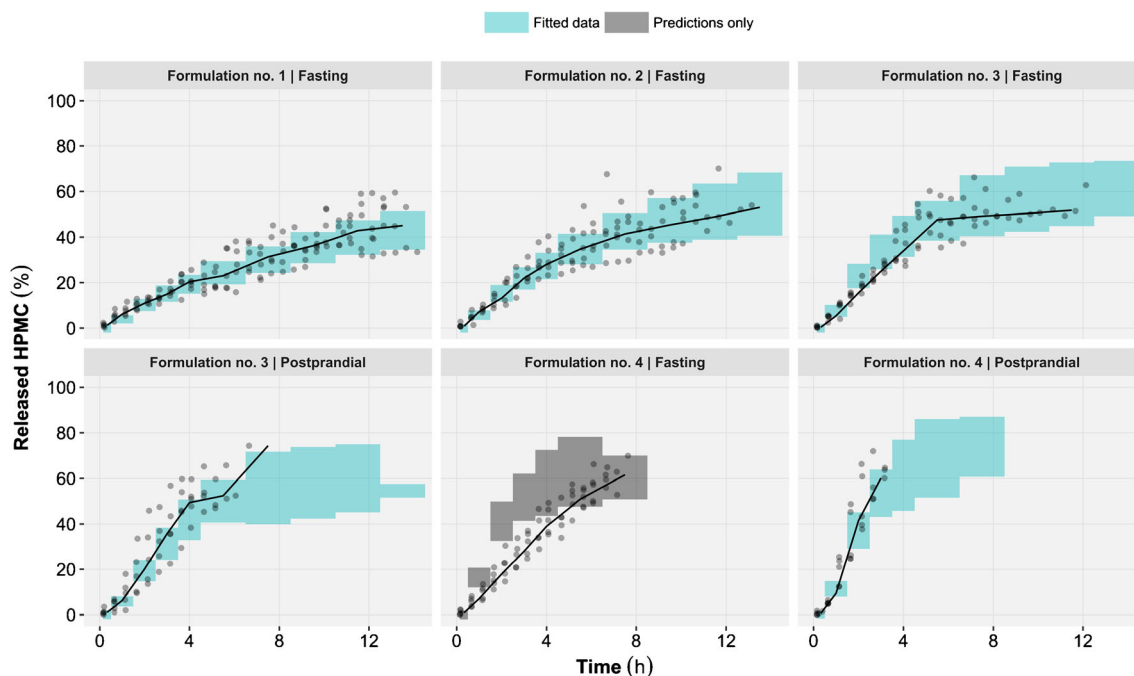 Fitted data Predictions only
Formulation no. 1 | Fasting Formulation no. 2 | Fasting Formulation no. 3 | Fasting
100
80
60
40
20
0
Formulation no. 3 | Postprandial Formulation no. 4 | Fasting Formulation no. 4 | Postprandial
100
80
60
40
20
0
Released HPMC (%)
0 4 8 12 0 4 8 12 0 4 8 12
Time (h)